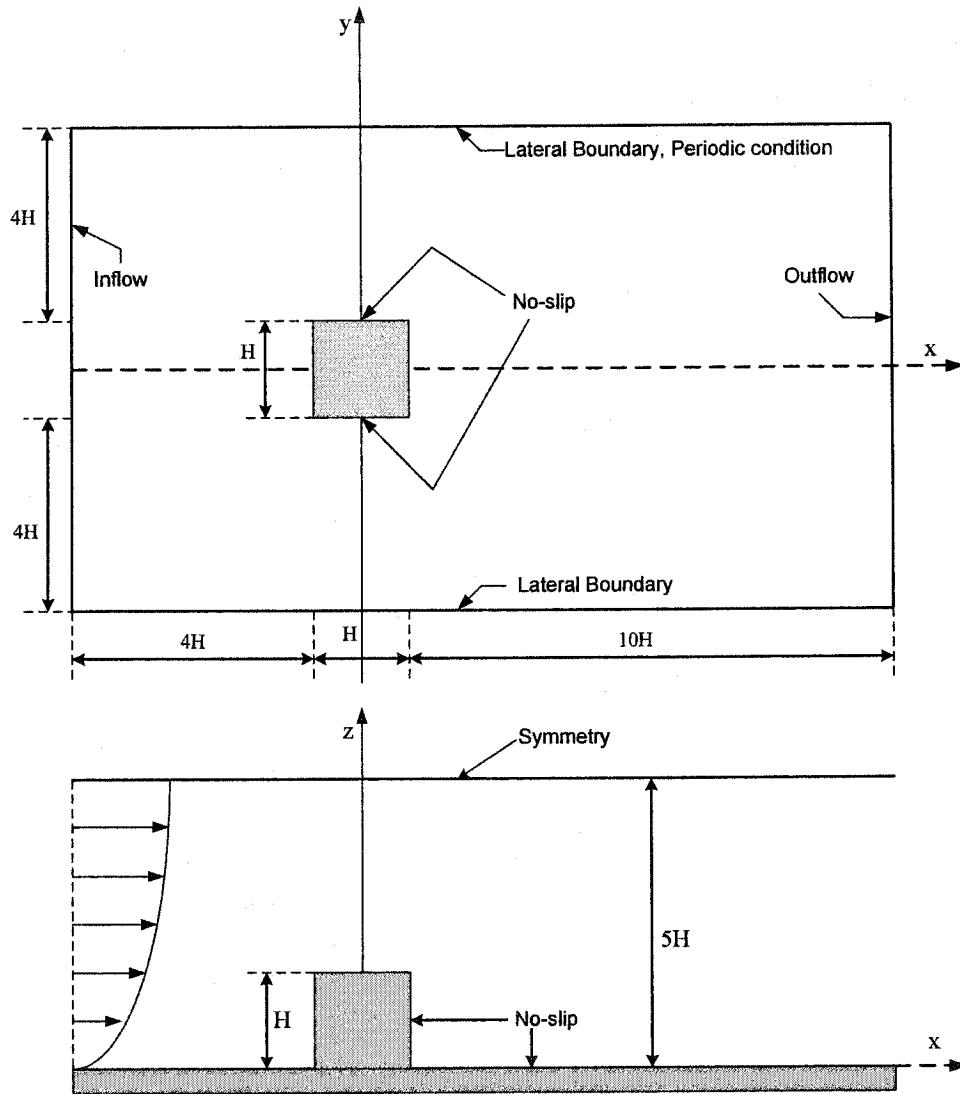 y
Lateral Boundary, Periodic condition
4H
Inflow
No-slip
Outflow
H
x
4H
Lateral Boundary
4H
H
10H
z
Symmetry
5H
H
No-slip
x